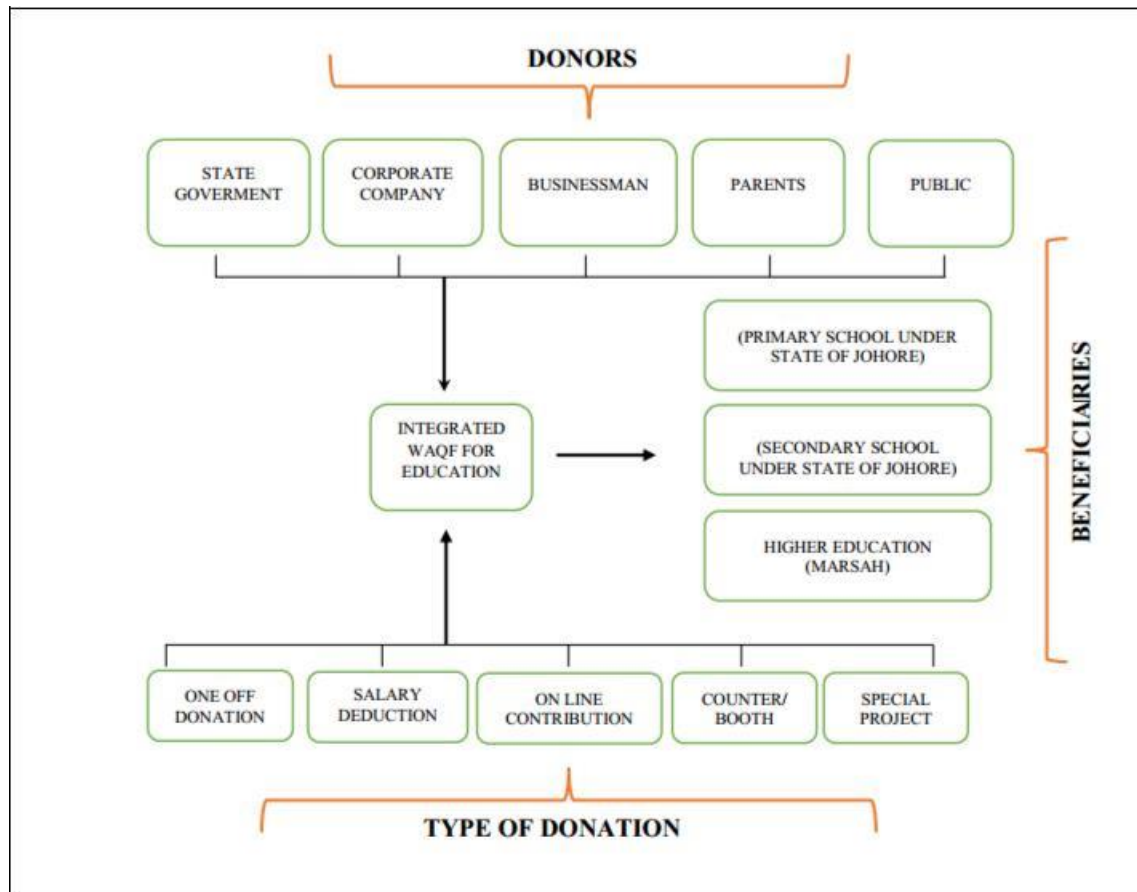 DONORS
STATE
GOVERMENT
CORPORATE
COMPANY
BUSINESSMAN
PARENTS
PUBLIC
(PRIMARY SCHOOL UNDER
STATE OF JOHORE)
INTEGRATED
WAQF FOR
EDUCATION
(SECONDARY SCHOOL
UNDER STATE OF JOHORE)
HIGHER EDUCATION
(MARSAH)
BENEFICIARIES
ONE OFF
DONATION
SALARY
DEDUCTION
ON LINE
CONTRIBUTION
COUNTER/
BOOTH
SPECIAL
PROJECT
TYPE OF DONATION